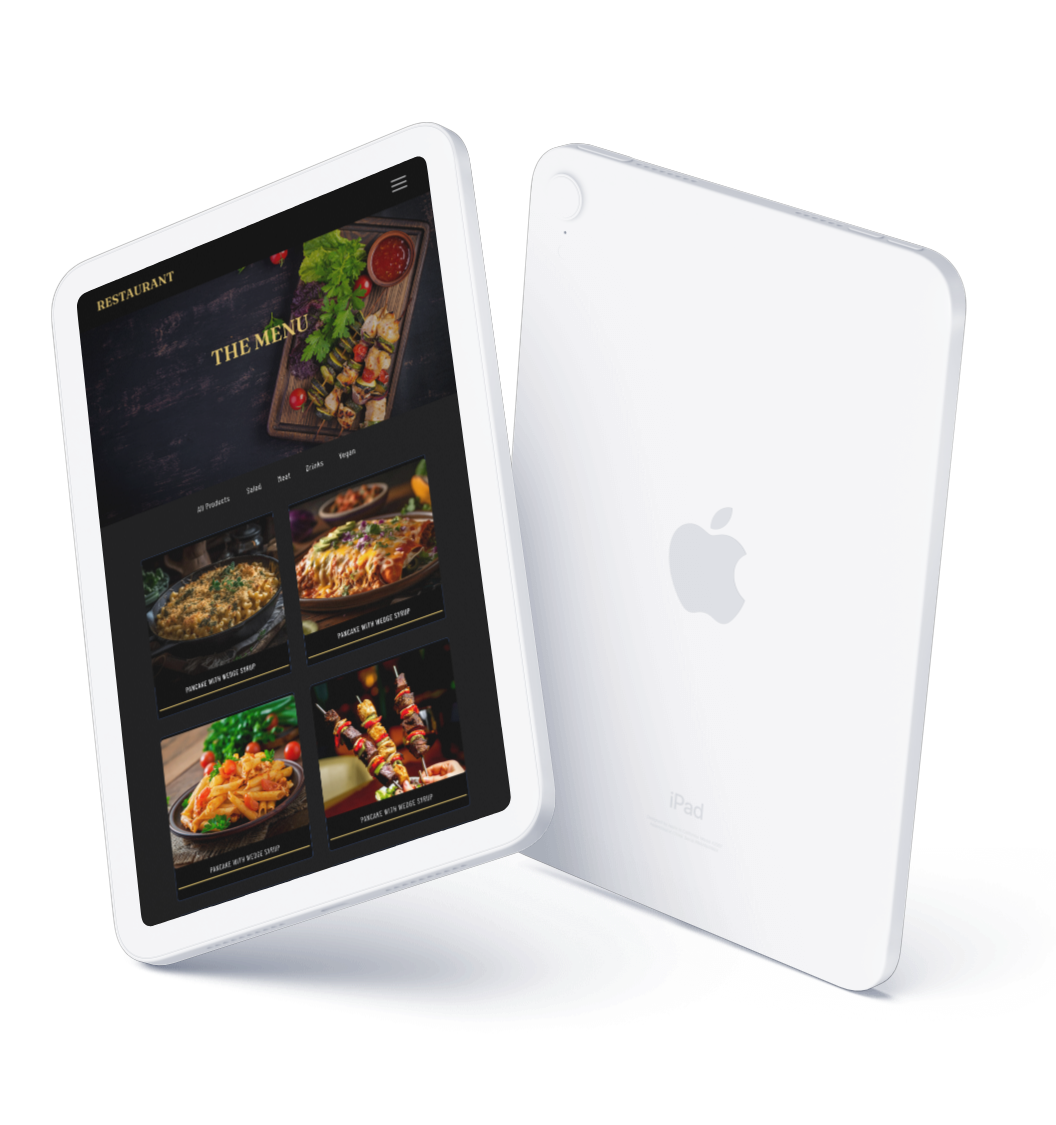 RESTAURANT
THE MENU
All Products Salad Meat Drinks Vegan
PANCAKE WITH WEDGE SYRUP
PANCAKE WITH WEDGE SYRUP
PANCAKE WITH WEDGE SYRUP
PANCAKE WITH WEDGE SYRUP
iPad